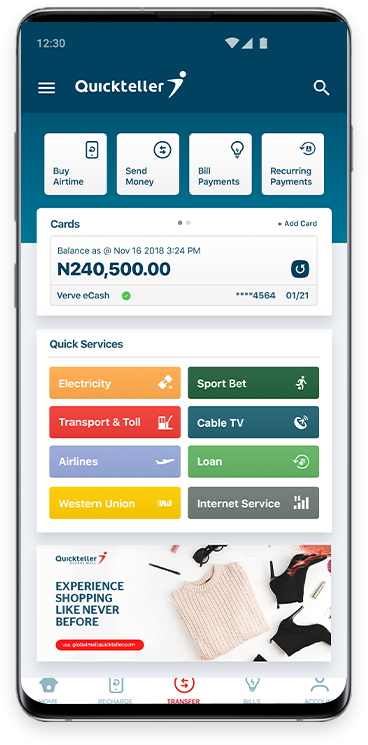 12:30
Quickteller
Buy
Airtime
Send
Money
Bill
Payments
Recurring
Payments
Cards
+ Add Card
Balance as @ Nov 16 2018 3:24 PM
N240,500.00
Verve eCash
****4564
01/21
Quick Services
Electricity
Sport Bet
Transport & Toll
Cable TV
Airlines
Loan
Western Union
WU
Internet Service
Quickteller
GLOBAL MALL
EXPERIENCE
SHOPPING
LIKE NEVER
BEFORE
visit globalmall.quickteller.com
HOME
RECHARGE
TRANSFER
BILLS
ACCOUNT